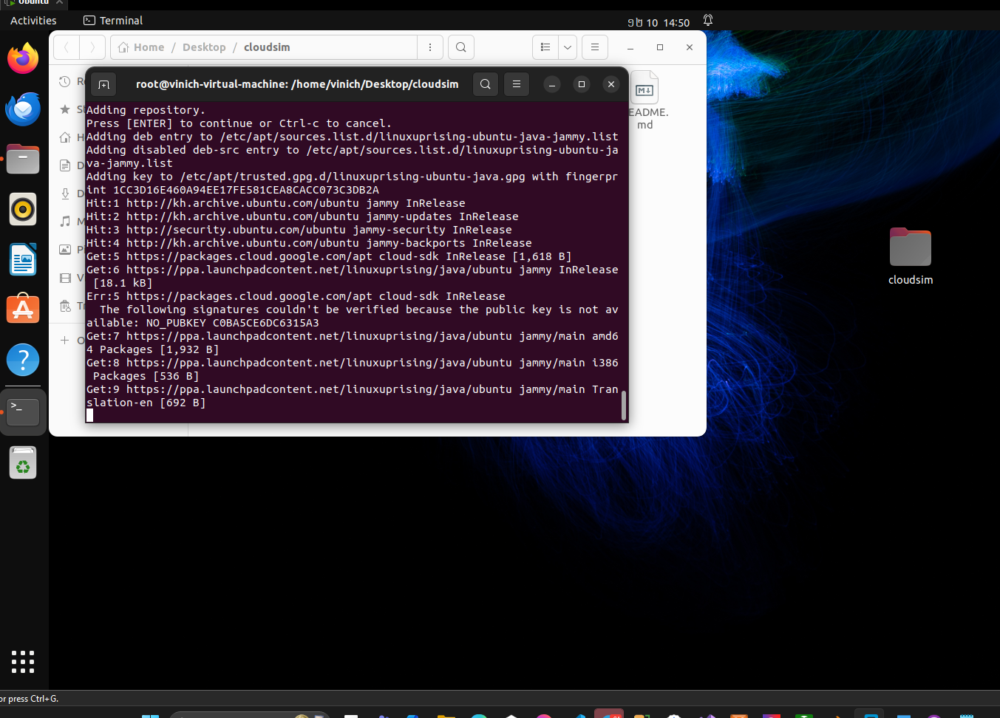 Ubuntu
Activities
Terminal
10 14:50
Home / Desktop / cloudsim
root@vinich-virtual-machine: /home/vinich/Desktop/cloudsim
Adding repository.
Press [ENTER] to continue or Ctrl-c to cancel.
Adding deb entry to /etc/apt/sources.list.d/linuxuprising-ubuntu-java-jammy.list
Adding disabled deb-src entry to /etc/apt/sources.list.d/linuxuprising-ubuntu-ja
va-jammy.list
Adding key to /etc/apt/trusted.gpg.d/linuxuprising-ubuntu-java.gpg with fingerpr
int 1CC3D16E460A94EE17FE581CEA8CACC073C3DB2A
Hit:1 http://kh.archive.ubuntu.com/ubuntu jammy InRelease
Hit:2 http://kh.archive.ubuntu.com/ubuntu jammy-updates InRelease
Hit:3 http://security.ubuntu.com/ubuntu jammy-security InRelease
Hit:4 http://kh.archive.ubuntu.com/ubuntu jammy-backports InRelease
Get:5 https://packages.cloud.google.com/apt cloud-sdk InRelease [1,618 B]
Get:6 https://ppa.launchpadcontent.net/linuxuprising/java/ubuntu jammy InRelease
[18.1 kB]
Err:5 https://packages.cloud.google.com/apt cloud-sdk InRelease
The following signatures couldn't be verified because the public key is not av
ailable: NO_PUBKEY C0BA5CE6DC6315A3
Get:7 https://ppa.launchpadcontent.net/linuxuprising/java/ubuntu jammy/main amd6
4 Packages [1,932 B]
Get:8 https://ppa.launchpadcontent.net/linuxuprising/java/ubuntu jammy/main i386
Packages [536 B]
Get:9 https://ppa.launchpadcontent.net/linuxuprising/java/ubuntu jammy/main Tran
slation-en [692 B]
EADME.
md
cloudsim
or press Ctrl+G.